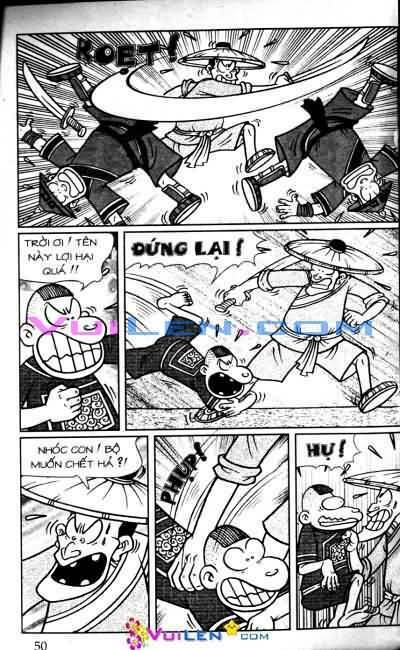 ROẸT!
TRỜI ƠI! TÊN
NÀY LỢI HẠI
QUÁ!!
ĐỨNG LẠI!
VUILEN.COM
NHÓC CON! BỘ
MUỐN CHẾT HẢ?!
PHỤP!
HỰ!
50
VUILEN.COM